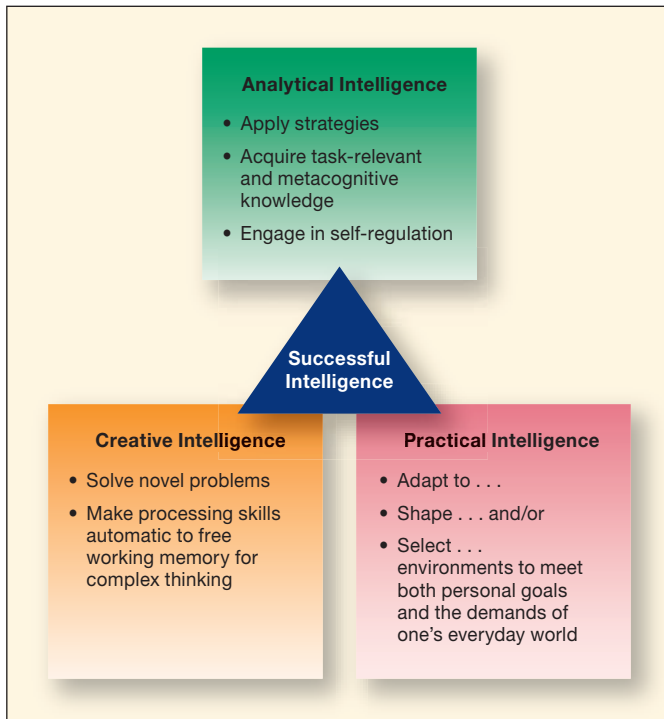 Analytical Intelligence
• Apply strategies
• Acquire task-relevant
and metacognitive
knowledge
• Engage in self-regulation
Successful
Intelligence
Creative Intelligence
• Solve novel problems
• Make processing skills
automatic to free
working memory for
complex thinking
Practical Intelligence
• Adapt to . . .
• Shape . . . and/or
• Select . . .
environments to meet
both personal goals
and the demands of
one's everyday world